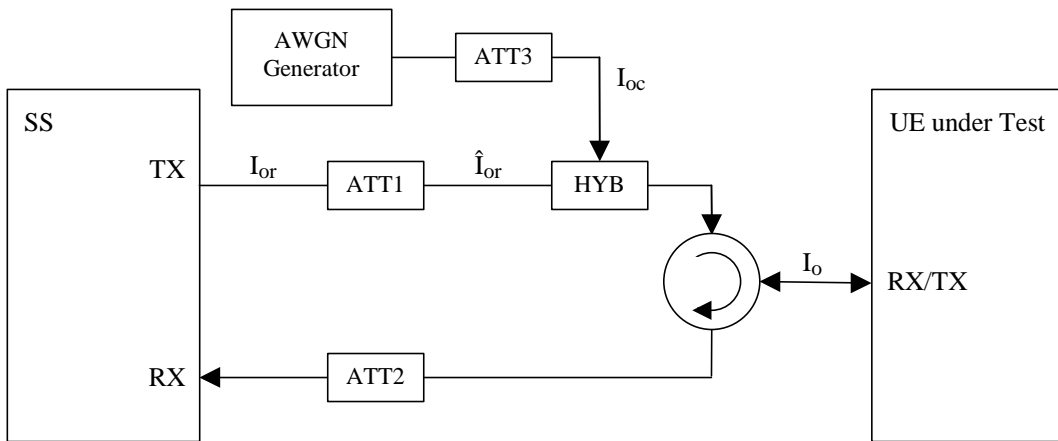 AWGN
Generator
ATT3
I_oc
SS
UE under Test
TX
I_or
ATT1
Î_or
HYB
I_o
RX/TX
RX
ATT2